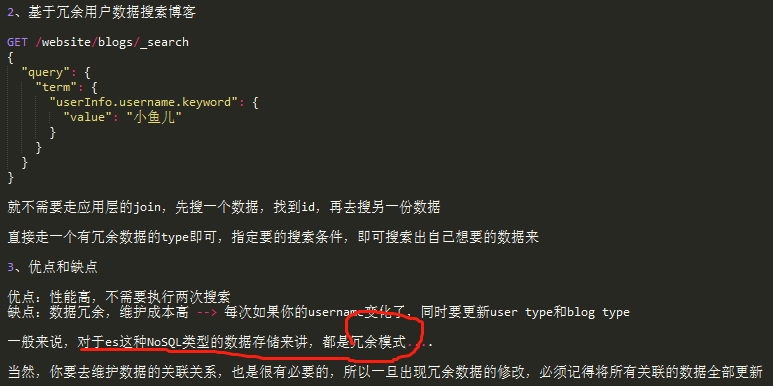 2、基于冗余用户数据搜索博客
GET /website/blogs/_search
{
"query": {
"term": {
"userInfo.username.keyword": {
"value": "小鱼儿"
}
}
}
}
就不需要走应用层的join，先搜一个数据，找到id，再去搜另一份数据
直接走一个有冗余数据的type即可，指定要的搜索条件，即可搜索出自己想要的数据来
3、优点和缺点
优点：性能高，不需要执行两次搜索
缺点：数据冗余，维护成本高 --> 每次如果你的username变化了，同时要更新user type和blog type
一般来说，对于es这种NoSQL类型的数据存储来讲，都是冗余模式....
当然，你要去维护数据的关联关系，也是很有必要的，所以一旦出现冗余数据的修改，必须记得将所有关联的数据全部更新